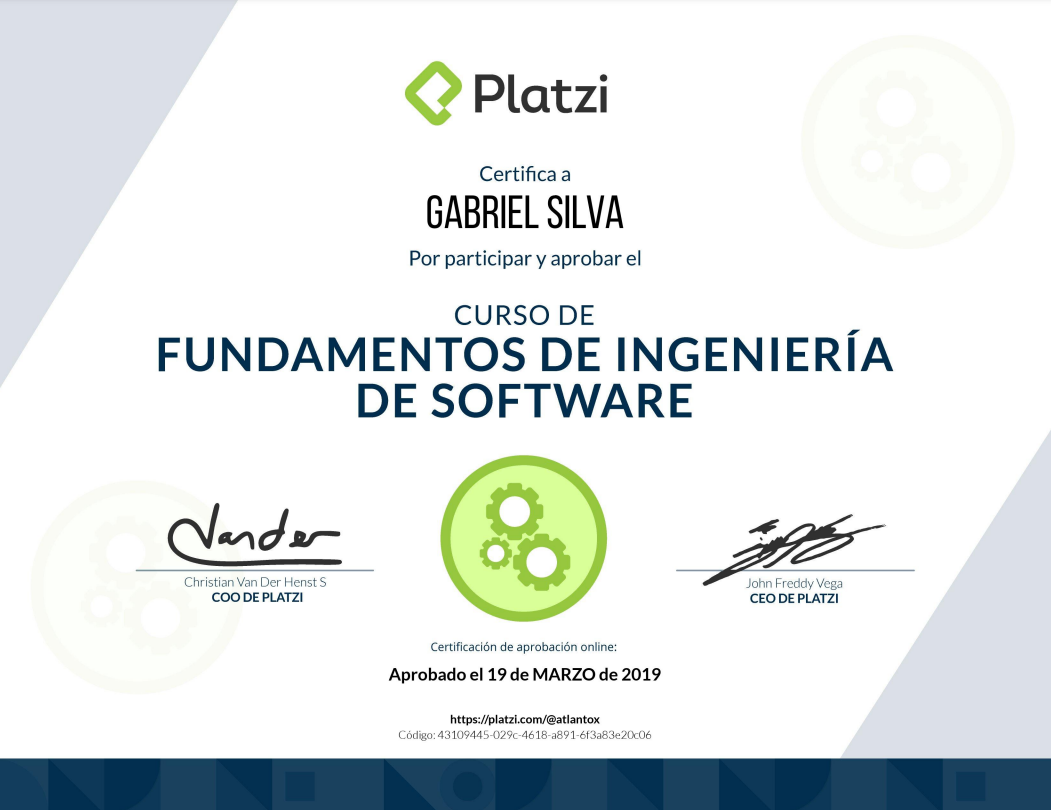 Platzi
Certifica a
GABRIEL SILVA
Por participar y aprobar el
CURSO DE
FUNDAMENTOS DE INGENIERÍA
DE SOFTWARE
Vander
Christian Van Der Henst S
COO DE PLATZI
John Freddy Vega
CEO DE PLATZI
Certificación de aprobación online:
Aprobado el 19 de MARZO de 2019
https://platzi.com/@atlantox
Código: 43109445-029c-4618-a891-6f3a83e20c06